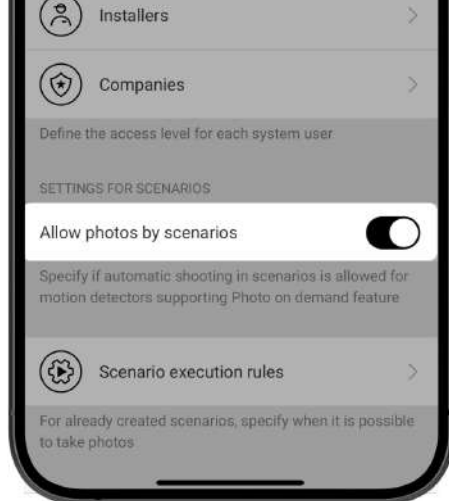 Installers
Companies
Define the access level for each system user
SETTINGS FOR SCENARIOS
Allow photos by scenarios
Specify if automatic shooting in scenarios is allowed for
motion detectors supporting Photo on demand feature
Scenario execution rules
For already created scenarios, specify when it is possible
to take photos